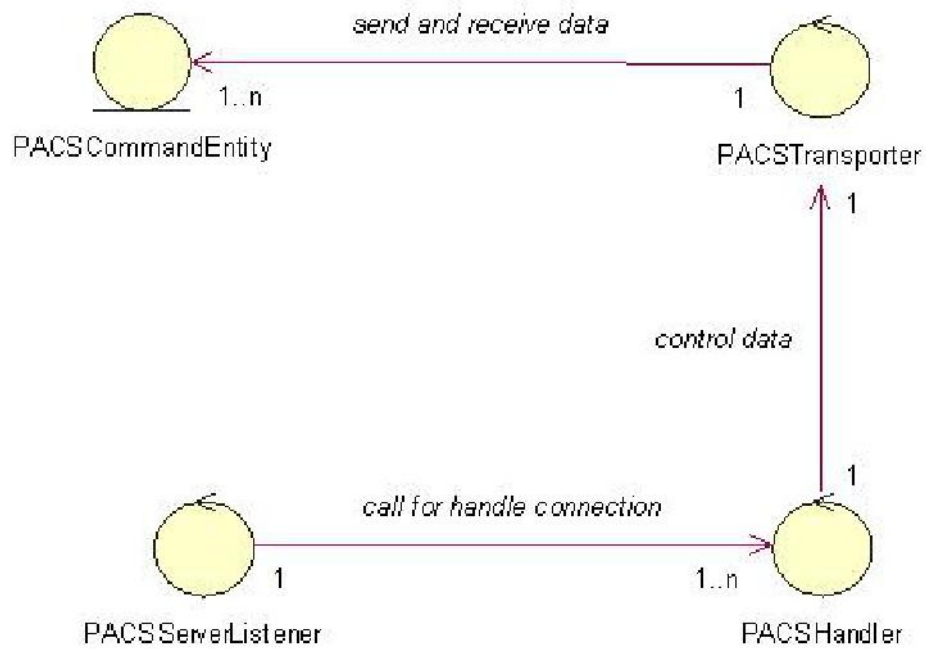 send and receive data
1..n
1
PACSCommandEntity
PACSTransporter
1
control data
1
call for handle connection
1
1..n
PACSServerListener
PACSHandler